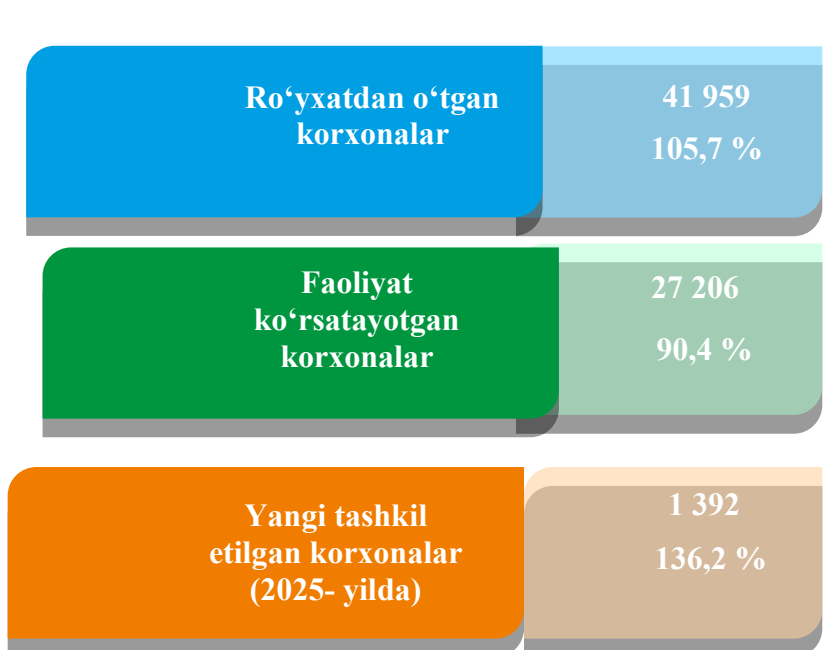 Ro‘yxatdan o‘tgan
korxonalar
41 959
105,7 %
Faoliyat
ko‘rsatayotgan
korxonalar
27 206
90,4 %
Yangi tashkil
etilgan korxonalar
(2025- yilda)
1 392
136,2 %